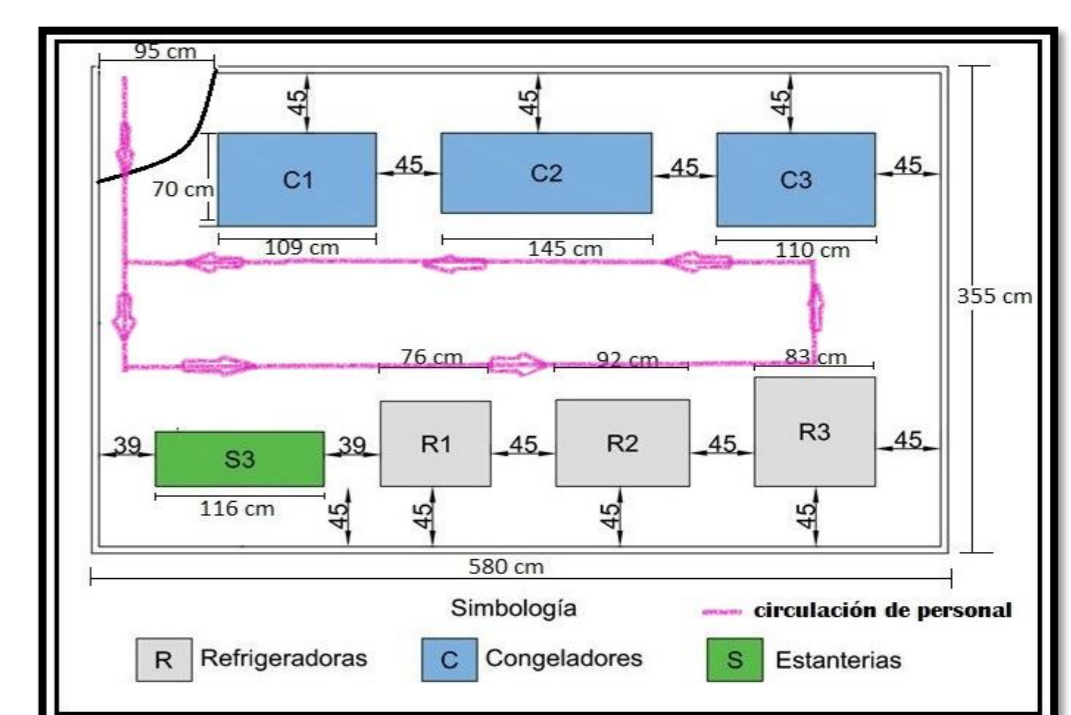 95 cm
45
45
45
C1
45
C2
45
C3
45
70 cm
109 cm
145 cm
110 cm
355 cm
76 cm
92 cm
83 cm
39
S3
39
R1
45
R2
45
R3
45
116 cm
45
45
45
45
580 cm
Simbología
circulación de personal
R Refrigeradoras
C Congeladores
S Estanterias